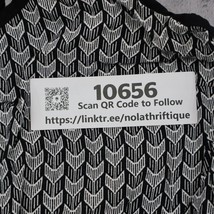 10656
Scan QR Code to Follow
https://linktr.ee/nolathriftique